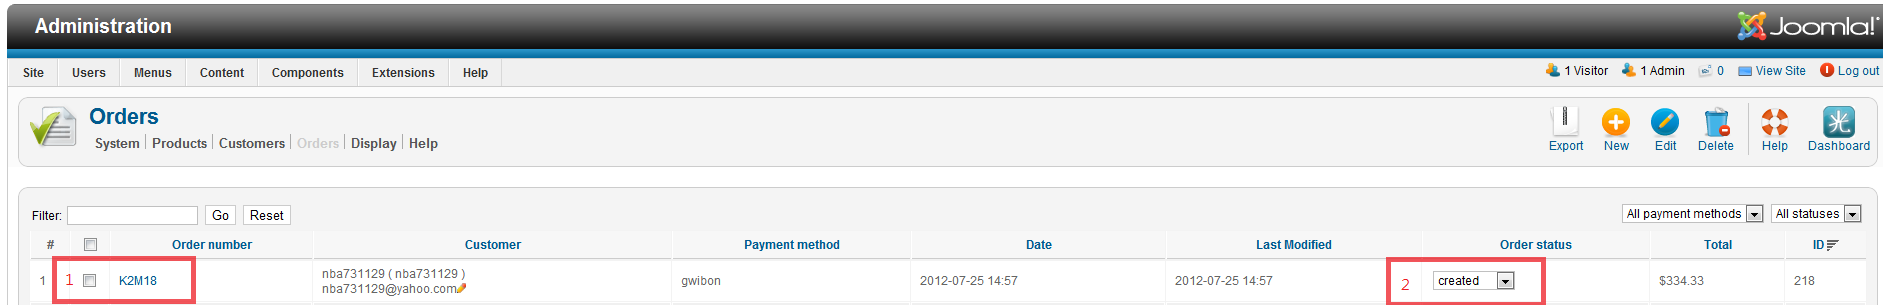 Administration
Joomla!
Site Users Menus Content Components Extensions Help
1 Visitor 1 Admin 0 View Site Log out
Orders
System Products Customers Orders Display Help
Export New Edit Delete Help 光 Dashboard
Filter: Go Reset
All payment methods All statuses
# Order number Customer Payment method Date Last Modified Order status Total ID
1 1 K2M18 nba731129 ( nba731129 ) gwibon 2012-07-25 14:57 2012-07-25 14:57 2 created $334.33 218
nba731129@yahoo.com